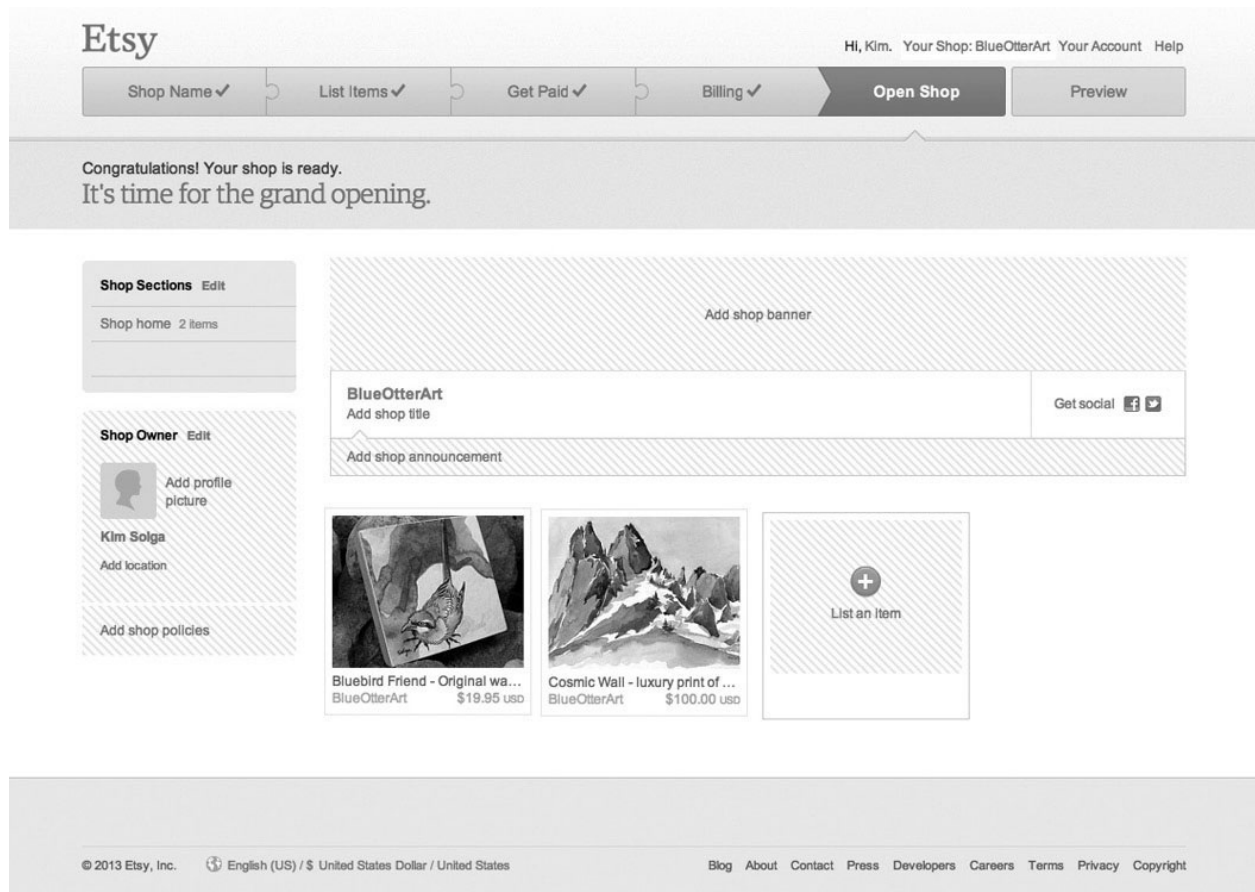 Etsy
Hi, Kim. Your Shop: BlueOtterArt Your Account Help
Shop Name✓ List Items✓ Get Paid✓ Billing✓ Open Shop Preview
Congratulations! Your shop is ready.
It's time for the grand opening.
Shop Sections Edit
Shop home 2 items
Shop Owner Edit
Add profile
picture
Kim Solga
Add location
Add shop policies
Add shop banner
BlueOtterArt
Add shop title
Get social
Add shop announcement
Bluebird Friend - Original wa...
BlueOtterArt $19.95 USD
Cosmic Wall - luxury print of ...
BlueOtterArt $100.00 USD
List an item
© 2013 Etsy, Inc. English (US) / $ United States Dollar / United States
Blog About Contact Press Developers Careers Terms Privacy Copyright